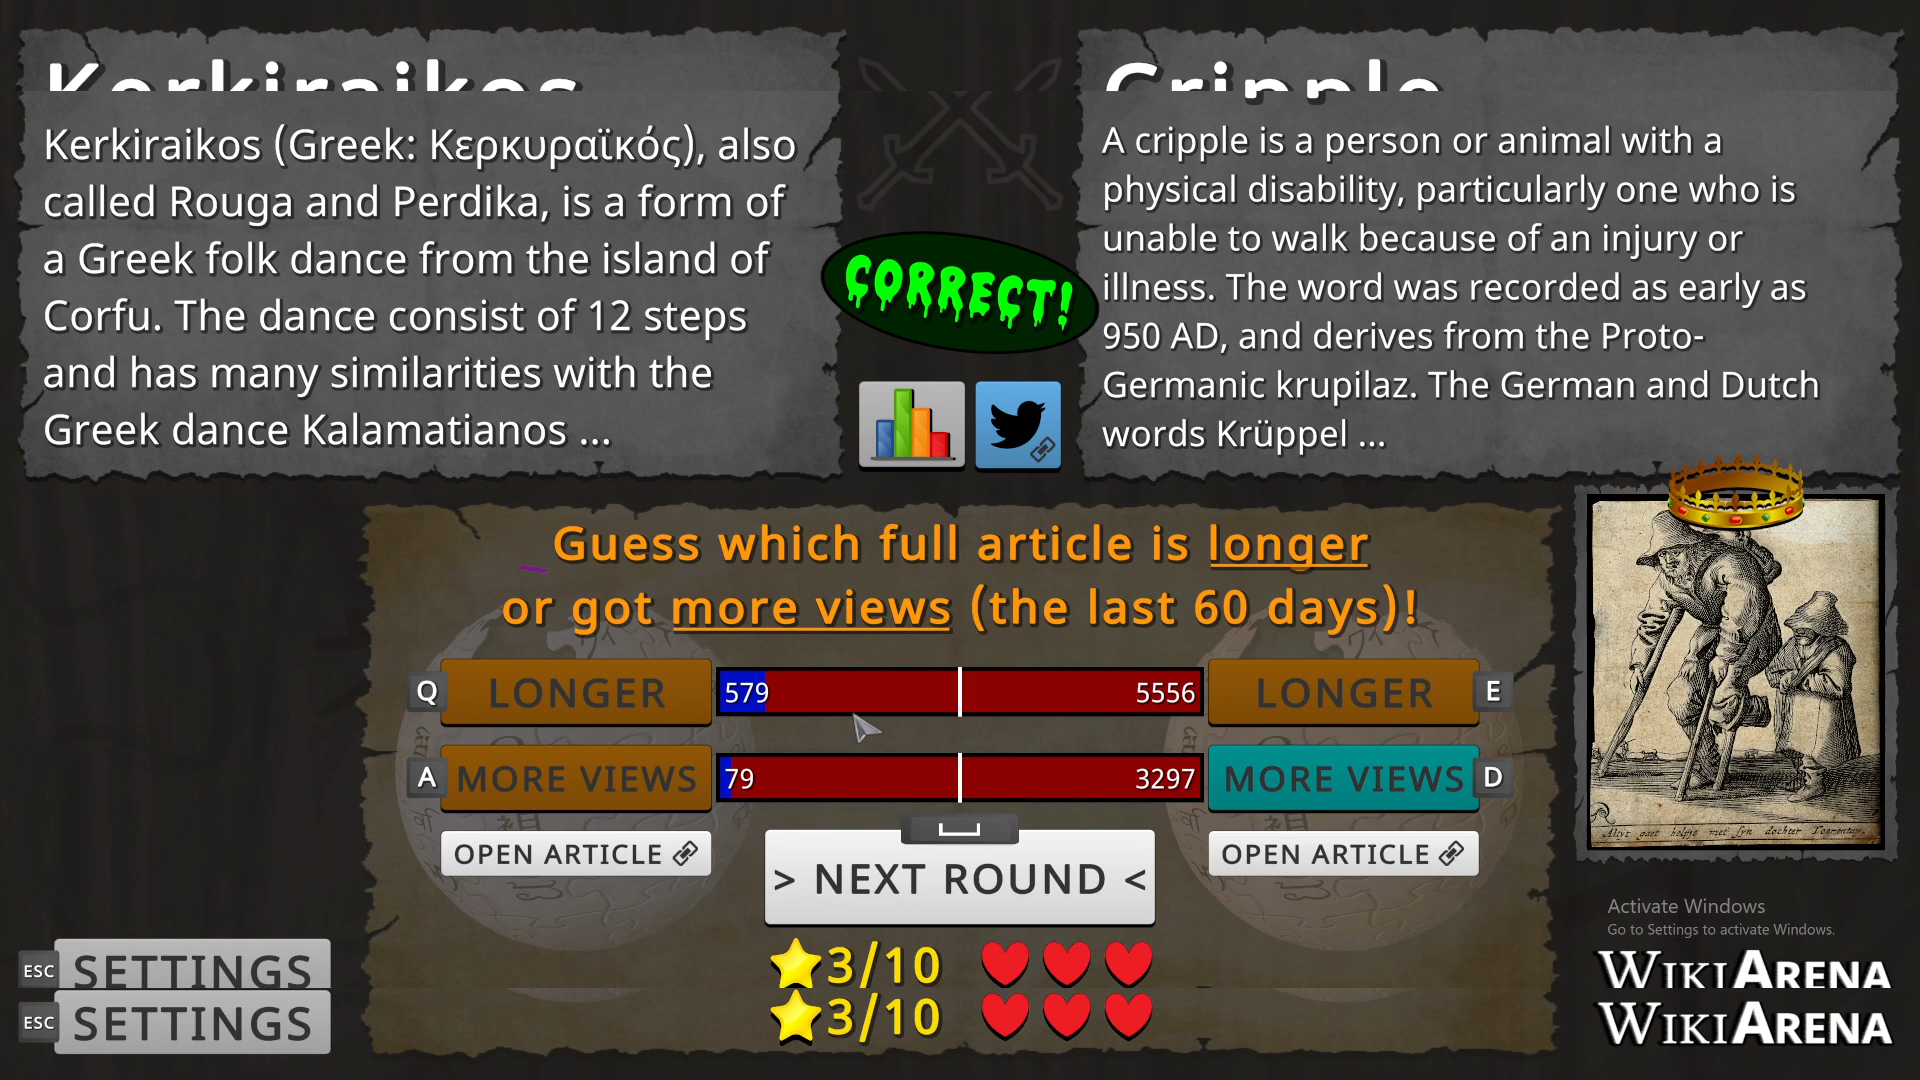 Kerkiraikos
Kerkiraikos (Greek: Κερκυραϊκός), also
called Rouga and Perdika, is a form of
a Greek folk dance from the island of
Corfu. The dance consist of 12 steps
and has many similarities with the
Greek dance Kalamatianos ...
Cripple
A cripple is a person or animal with a
physical disability, particularly one who is
unable to walk because of an injury or
illness. The word was recorded as early as
950 AD, and derives from the Proto-
Germanic krupilaz. The German and Dutch
words Krüppel ...
CORRECT!
Guess which full article is longer
or got more views (the last 60 days)!
Q LONGER 579 5556 LONGER E
A MORE VIEWS 79 3297 MORE VIEWS D
OPEN ARTICLE
> NEXT ROUND <
OPEN ARTICLE
Activate Windows
Go to Settings to activate Windows.
ESC SETTINGS
3/10
WIKIARENA
ESC SETTINGS
3/10
WIKIARENA